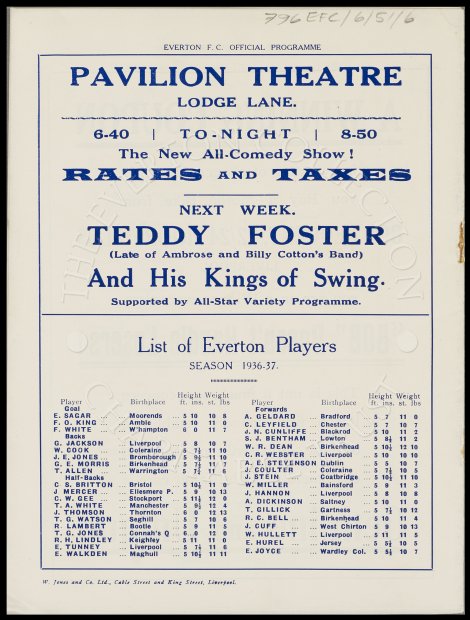 796 EFC/6/51/6
EVERTON F. C. OFFICIAL PROGRAMME
PAVILION THEATRE
LODGE LANE.
6-40 | TO-NIGHT | 8-50
The New All-Comedy Show!
RATES AND TAXES
NEXT WEEK.
TEDDY FOSTER
(Late of Ambrose and Billy Cotton's Band)
And His Kings of Swing.
Supported by All-Star Variety Programme.
List of Everton Players
SEASON 1936-37.
Height Weight
Player Birthplace ft. ins. st. lbs
Goal
E. SAGAR ... Moorends 5 10 10 8
F. O. KING ... Amble 5 10 11 0
F. WHITE ... W'hampton 6 0 11 7
Backs
G. JACKSON ... Liverpool 5 8 10 7
W. COOK ... Coleraine 5 7½ 11 10
J. E. JONES ... Bromborough 5 9½ 11 10
G. E. MORRIS ... Birkenhead 5 7½ 11 7
T. ALLEN ... Warrington 5 7½ 11 6
Half-Backs
C. S. BRITTON ... Bristol 5 10½ 11 0
J MERCER ... Ellesmere P. 5 9 10 13
C. W. GEE ... Stockport 5 11½ 12 0
T. A. WHITE ... Manchester 5 9½ 12 4
J. THOMSON ... Thornton 6 0 12 13
T. G. WATSON ... Seghill 5 7 10 6
R. LAMBERT ... Bootle 5 9 11 5
T. G. JONES ... Connah's Q 6 0 12 0
R. H. LINDLEY ... Keighley 5 11 11 0
E. TUNNEY ... Liverpool 5 7½ 11 6
E. WALKDEN ... Maghull 5 10½ 11 11
Height Weight
Player Birthplace ft. ins. st. lbs
Forwards
A. GELDARD ... Bradford 5 7 11 0
C. LEYFIELD ... Chester 5 7 10 7
J. N. CUNLIFFE ... Blackrod 5 10 11 2
S. J. BENTHAM ... Lowton 5 8½ 11 2
W. R. DEAN ... Birkenhead 5 10½ 12 10
C. R. WEBSTER ... Liverpool 5 10 10 10
A. E. STEVENSON Dublin 5 5 10 7
J. COULTER ... Coleraine 5 7½ 10 5
J. STEIN ... Coatbridge 5 10½ 11 10
W. MILLER ... Bainsford 5 9 11 3
J. HANNON ... Liverpool 5 8 10 8
A. DICKINSON ... Saltney 5 10 11 0
T. GILLICK ... Gartness 5 7½ 10 12
R. C. BELL ... Birkenhead 5 10 11 4
J. CUFF ... West Chirton 5 9 10 13
W. HULLETT ... Liverpool 5 11 11 5
E. HUREL ... Jersey 5 5½ 10 5
E. JOYCE ... Wardley Col. 5 5½ 10 7
W. Jones and Co. Ltd., Cable Street and King Street, Liverpool.